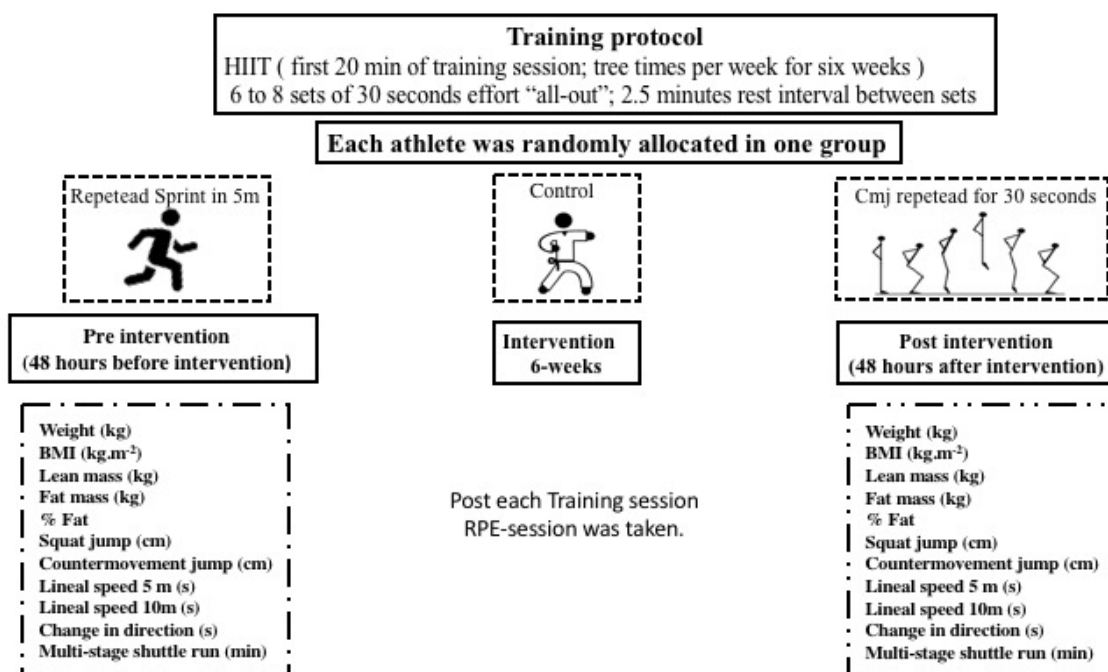 Training protocol
HIIT ( first 20 min of training session; tree times per week for six weeks )
6 to 8 sets of 30 seconds effort “all-out”; 2.5 minutes rest interval between sets
Each athlete was randomly allocated in one group
Repetead Sprint in 5m
Control
Cmj repetead for 30 seconds
Pre intervention
(48 hours before intervention)
Intervention
6-weeks
Post intervention
(48 hours after intervention)
Weight (kg)
BMI (kg.m-²)
Lean mass (kg)
Fat mass (kg)
% Fat
Squat jump (cm)
Countermovement jump (cm)
Lineal speed 5 m (s)
Lineal speed 10m (s)
Change in direction (s)
Multi-stage shuttle run (min)
Post each Training session
RPE-session was taken.
Weight (kg)
BMI (kg.m-²)
Lean mass (kg)
Fat mass (kg)
% Fat
Squat jump (cm)
Countermovement jump (cm)
Lineal speed 5 m (s)
Lineal speed 10m (s)
Change in direction (s)
Multi-stage shuttle run (min)